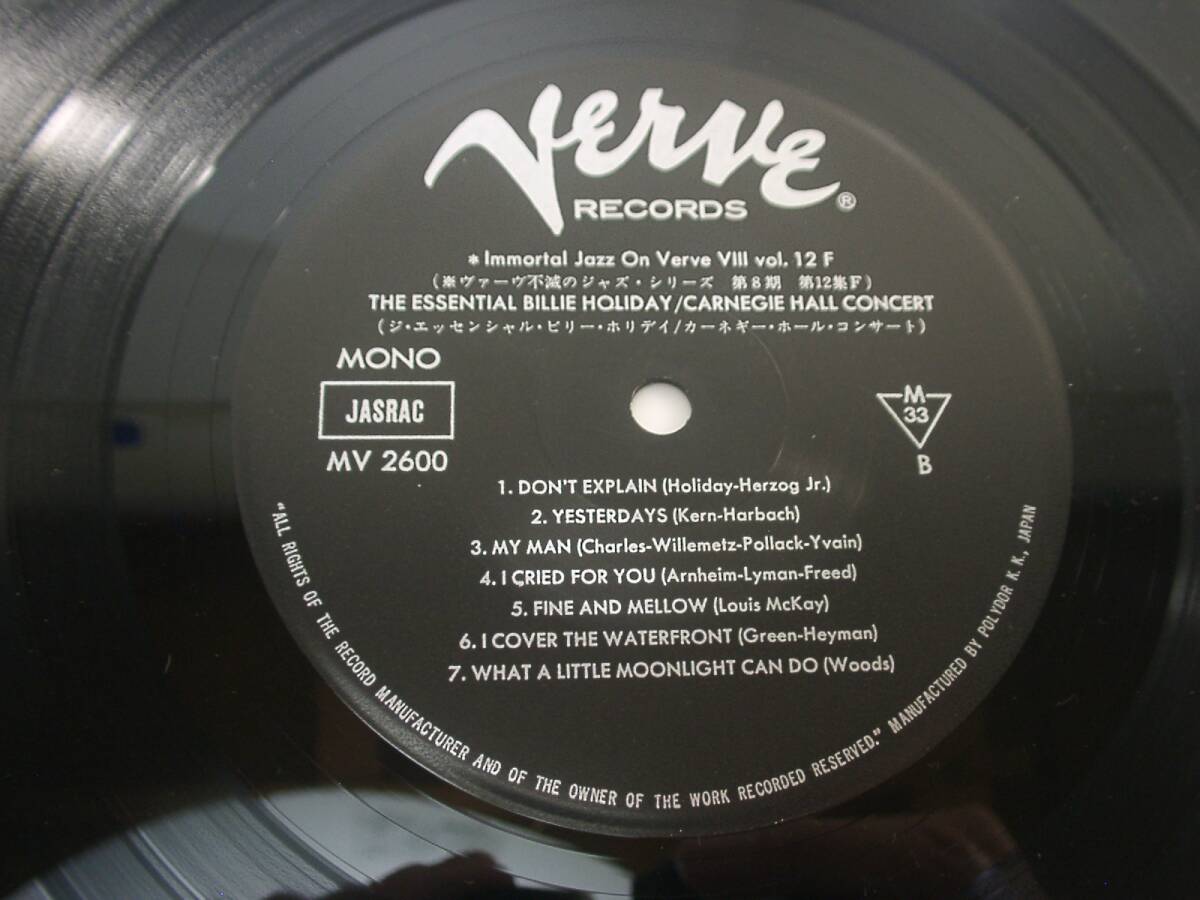 Verve
RECORDS ®
* Immortal Jazz On Verve VIII vol. 12 F
(※ヴァーヴ不滅のジャズ・シリーズ 第8期 第12集F)
THE ESSENTIAL BILLIE HOLIDAY/CARNEGIE HALL CONCERT
(ジ・エッセンシャル・ビリー・ホリデイ/カーネギー・ホール・コンサート)
MONO
JASRAC
MV 2600
M
33
B
1. DON'T EXPLAIN (Holiday-Herzog Jr.)
2. YESTERDAYS (Kern-Harbach)
3. MY MAN (Charles-Willemetz-Pollack-Yvain)
4. I CRIED FOR YOU (Arnheim-Lyman-Freed)
5. FINE AND MELLOW (Louis McKay)
6. I COVER THE WATERFRONT (Green-Heyman)
7. WHAT A LITTLE MOONLIGHT CAN DO (Woods)
"ALL RIGHTS OF THE RECORD MANUFACTURER AND OF THE OWNER OF THE WORK RECORDED RESERVED." MANUFACTURED BY POLYDOR K. K., JAPAN